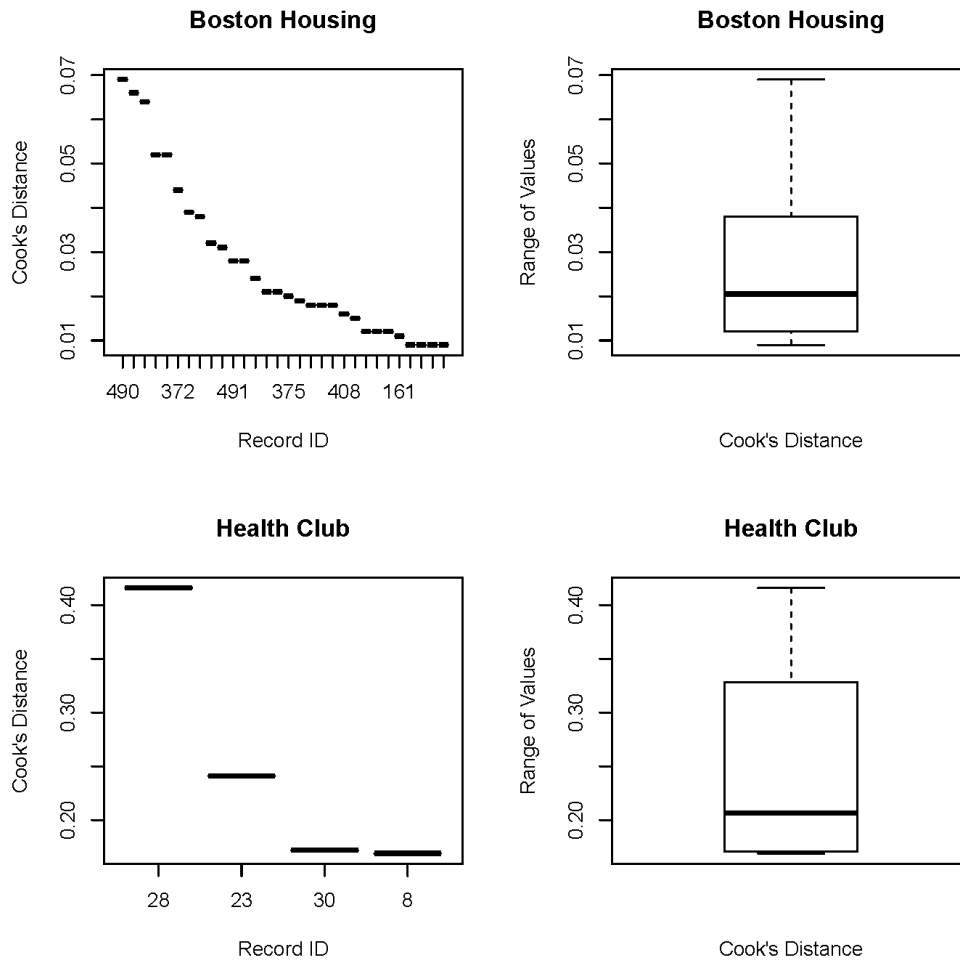 Boston Housing
Cook's Distance
0.07
0.05
0.03
0.01
490 372 491 375 408 161
Record ID
Boston Housing
Range of Values
0.07
0.05
0.03
0.01
Cook's Distance
Health Club
Cook's Distance
0.40
0.30
0.20
28 23 30 8
Record ID
Health Club
Range of Values
0.40
0.30
0.20
Cook's Distance